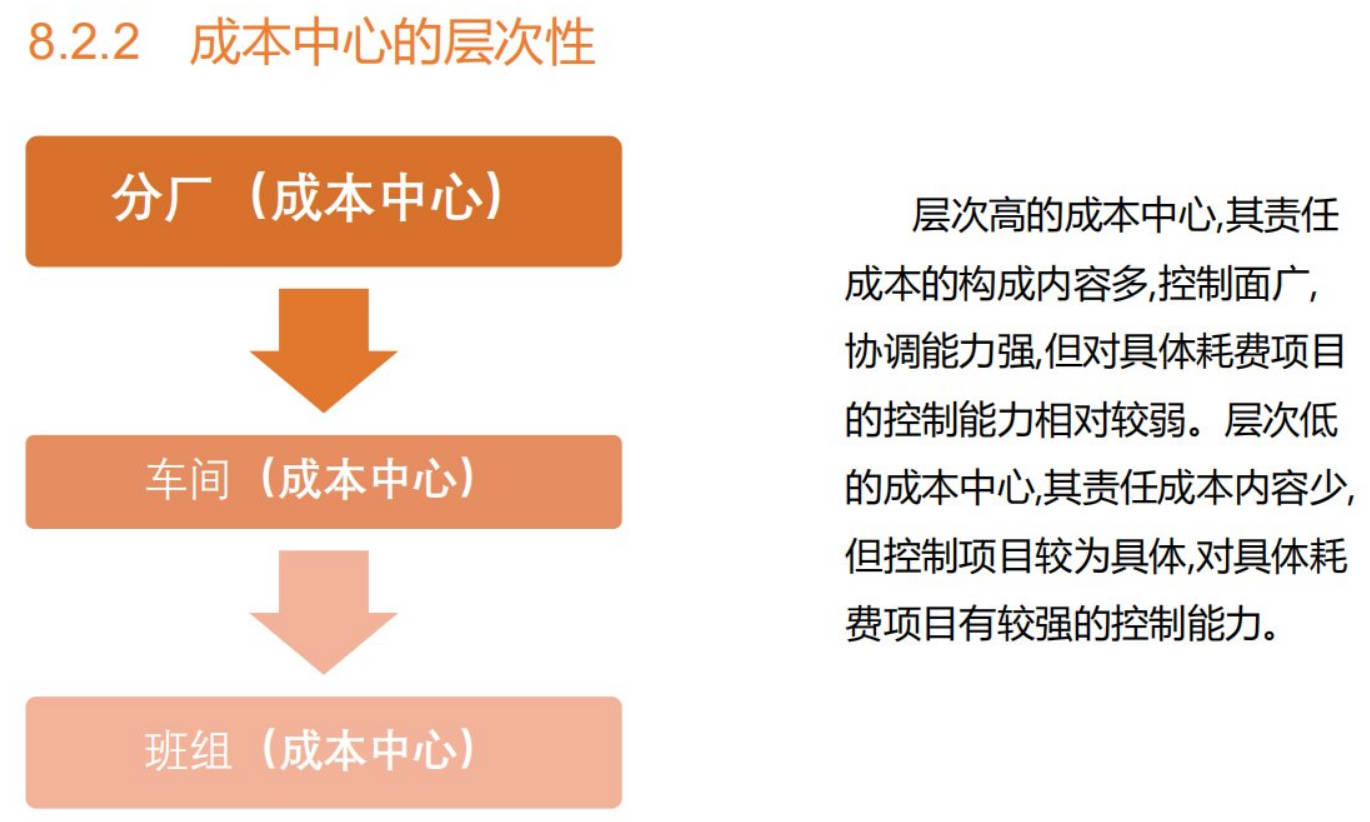 8.2.2 成本中心的层次性
分厂（成本中心）
车间（成本中心）
班组（成本中心）
层次高的成本中心,其责任
成本的构成内容多,控制面广,
协调能力强,但对具体耗费项目
的控制能力相对较弱。层次低
的成本中心,其责任成本内容少,
但控制项目较为具体,对具体耗
费项目有较强的控制能力。